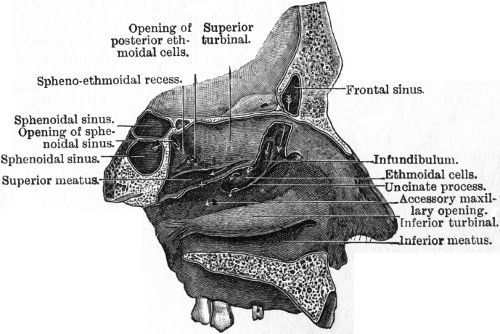 Opening of
posterior eth-
moidal cells.
Superior
turbinal.
Spheno-ethmoidal recess.
Sphenoidal sinus.
Opening of sphe-
noidal sinus.
Sphenoidal sinus.
Superior meatus.
Frontal sinus.
Infundibulum.
Ethmoidal cells.
Uncinate process.
Accessory maxil-
lary opening.
Inferior turbinal.
Inferior meatus.